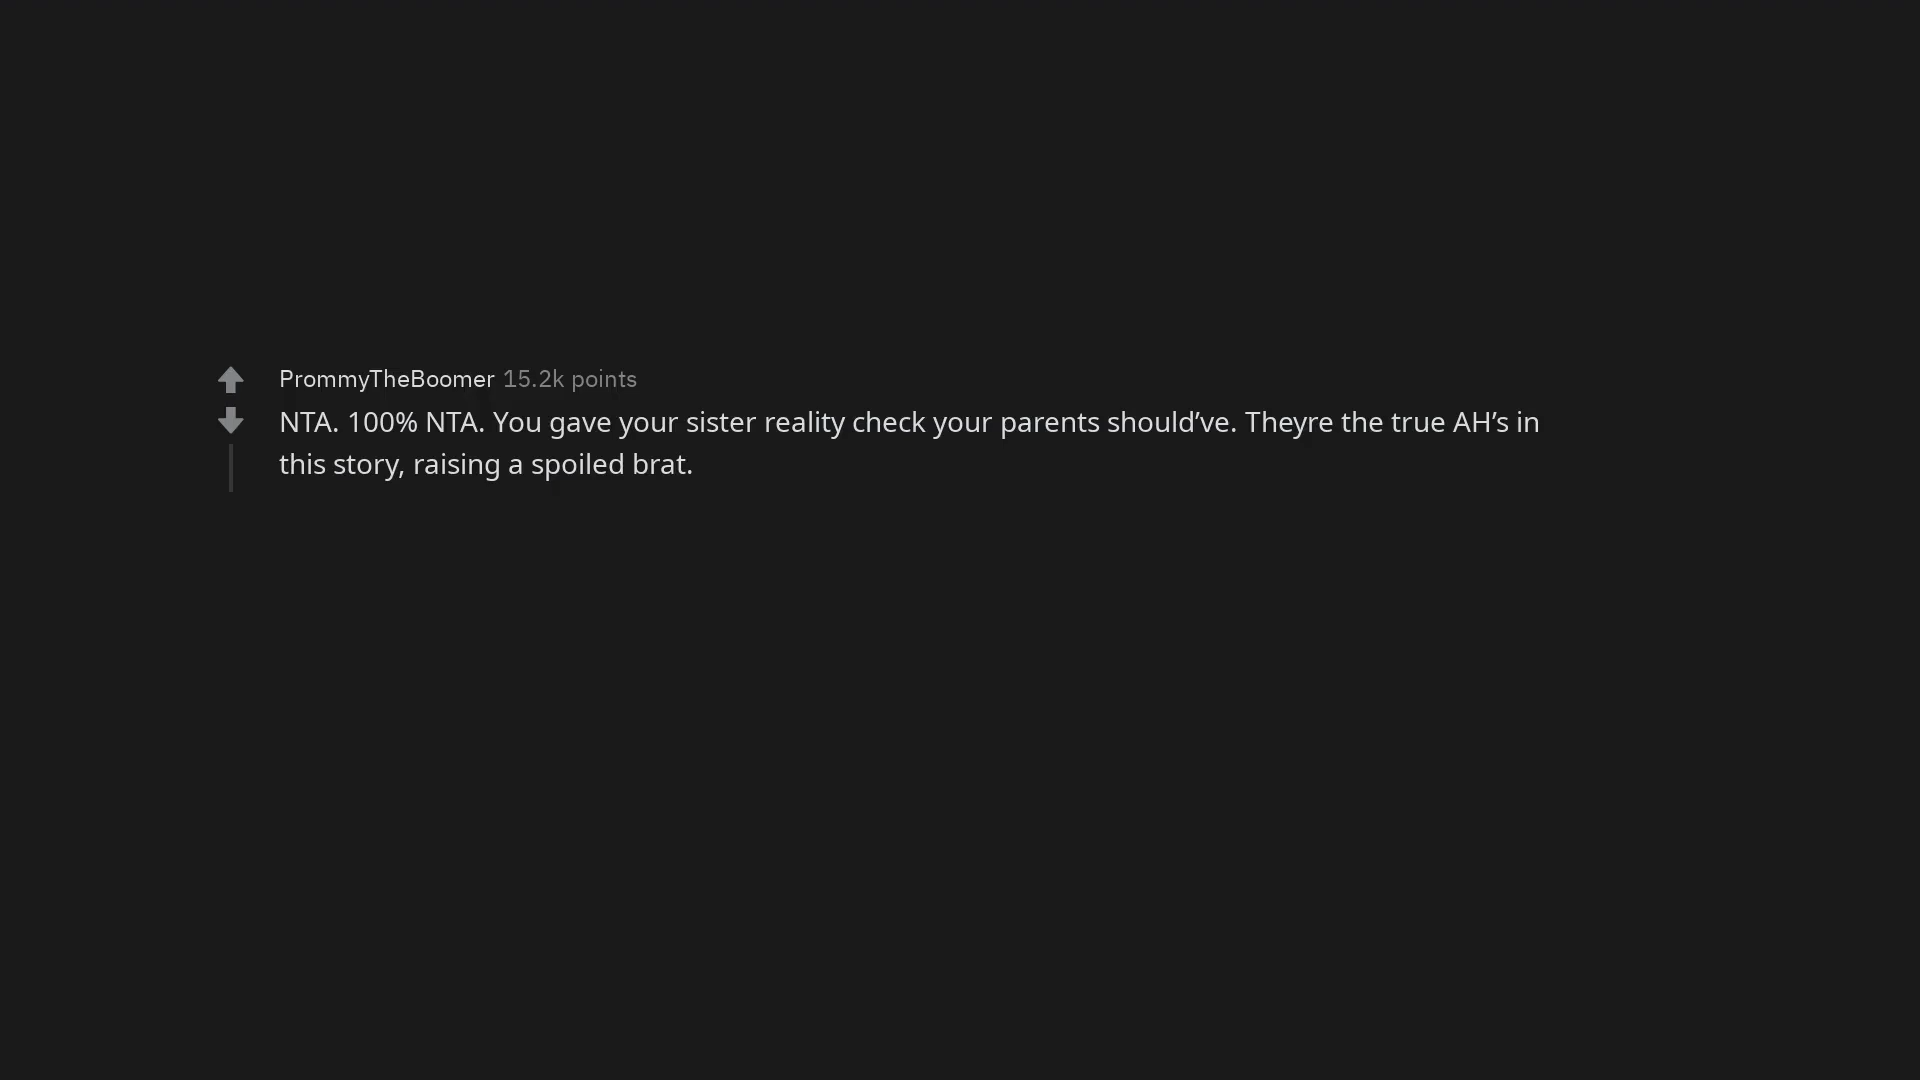 PrommyTheBoomer 15.2k points
NTA. 100% NTA. You gave your sister reality check your parents should’ve. Theyre the true AH’s in
this story, raising a spoiled brat.